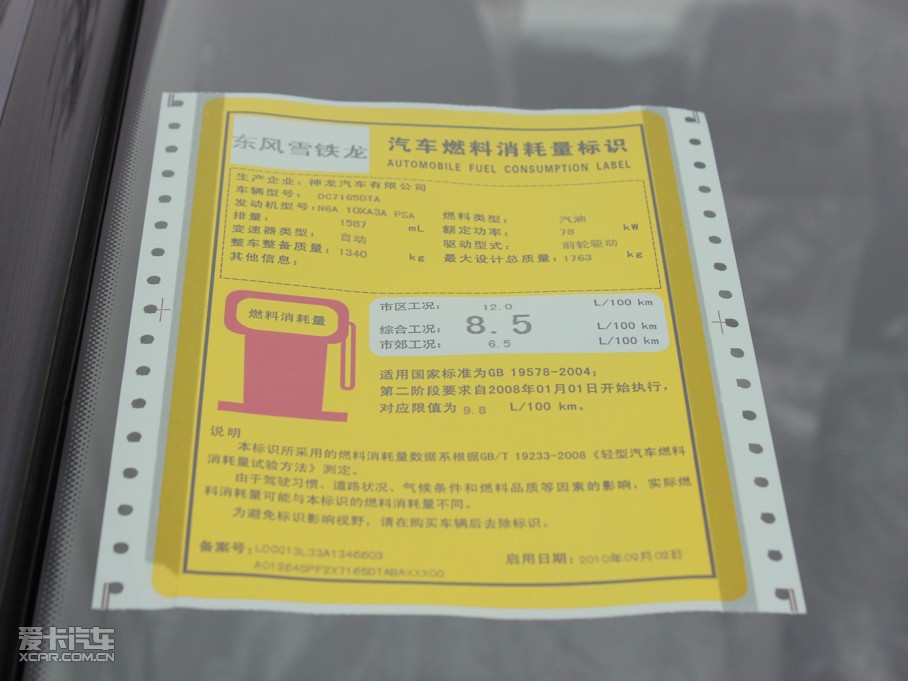 东风雪铁龙
汽车燃料消耗量标识
AUTOMOBILE FUEL CONSUMPTION LABEL
生产企业：神龙汽车有限公司
车辆型号： DC7165DTA
发动机型号：N6A 10XA3A PSA 燃料类型： 汽油
排量： 1587 mL 额定功率： 78 kW
变速器类型： 自动 驱动型式： 前轮驱动
整车整备质量：1340 kg 最大设计总质量：1763 kg
其他信息：
燃料消耗量
市区工况： 12.0 L/100 km
综合工况： 8.5 L/100 km
市郊工况： 6.5 L/100 km
适用国家标准为GB 19578-2004；
第二阶段要求自2008年01月01日开始执行，
对应限值为 9.8 L/100 km。
说明
本标识所采用的燃料消耗量数据系根据GB/T 19233-2008《轻型汽车燃料
消耗量试验方法》测定。
由于驾驶习惯、道路状况、气候条件和燃料品质等因素的影响，实际燃
料消耗量可能与本标识的燃料消耗量不同。
为避免标识影响视野，请在购买车辆后去除标识。
备案号：LD0013L33A1346603
A01264SPF2X7165DTABAXXX00
启用日期：2010年09月02日
爱卡汽车
XCAR.COM.CN